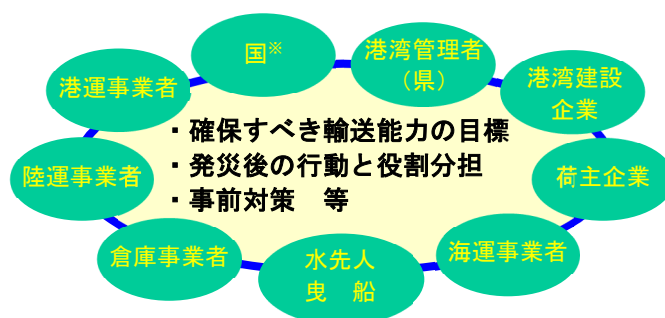 国※
港湾管理者
（県）
港湾建設
企業
港運事業者
・確保すべき輸送能力の目標
・発災後の行動と役割分担
・事前対策　等
陸運事業者
荷主企業
倉庫事業者
水先人
曳　船
海運事業者